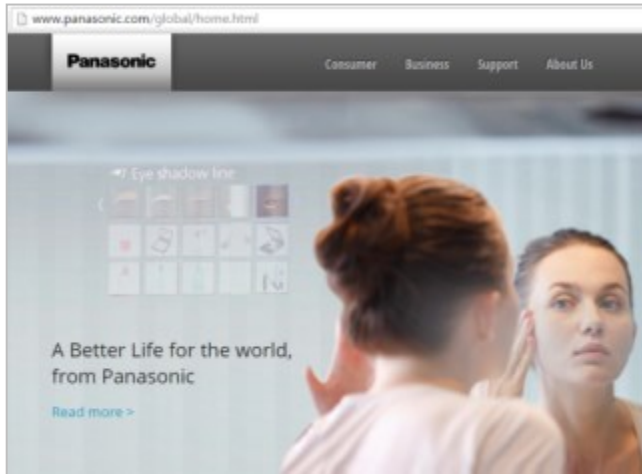 www.panasonic.com/global/home.html
Panasonic
Consumer Business Support About Us
Eye shadow line
A Better Life for the world,
from Panasonic
Read more >